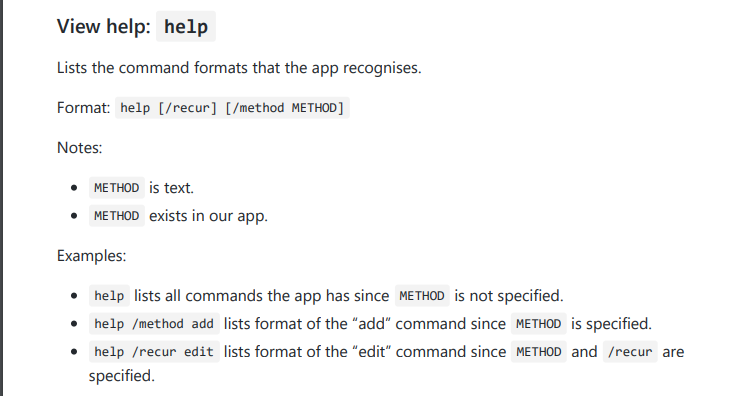 View help: help
Lists the command formats that the app recognises.
Format: help [/recur] [/method METHOD]
Notes:
• METHOD is text.
• METHOD exists in our app.
Examples:
• help lists all commands the app has since METHOD is not specified.
• help /method add lists format of the “add” command since METHOD is specified.
• help /recur edit lists format of the “edit” command since METHOD and /recur are
specified.